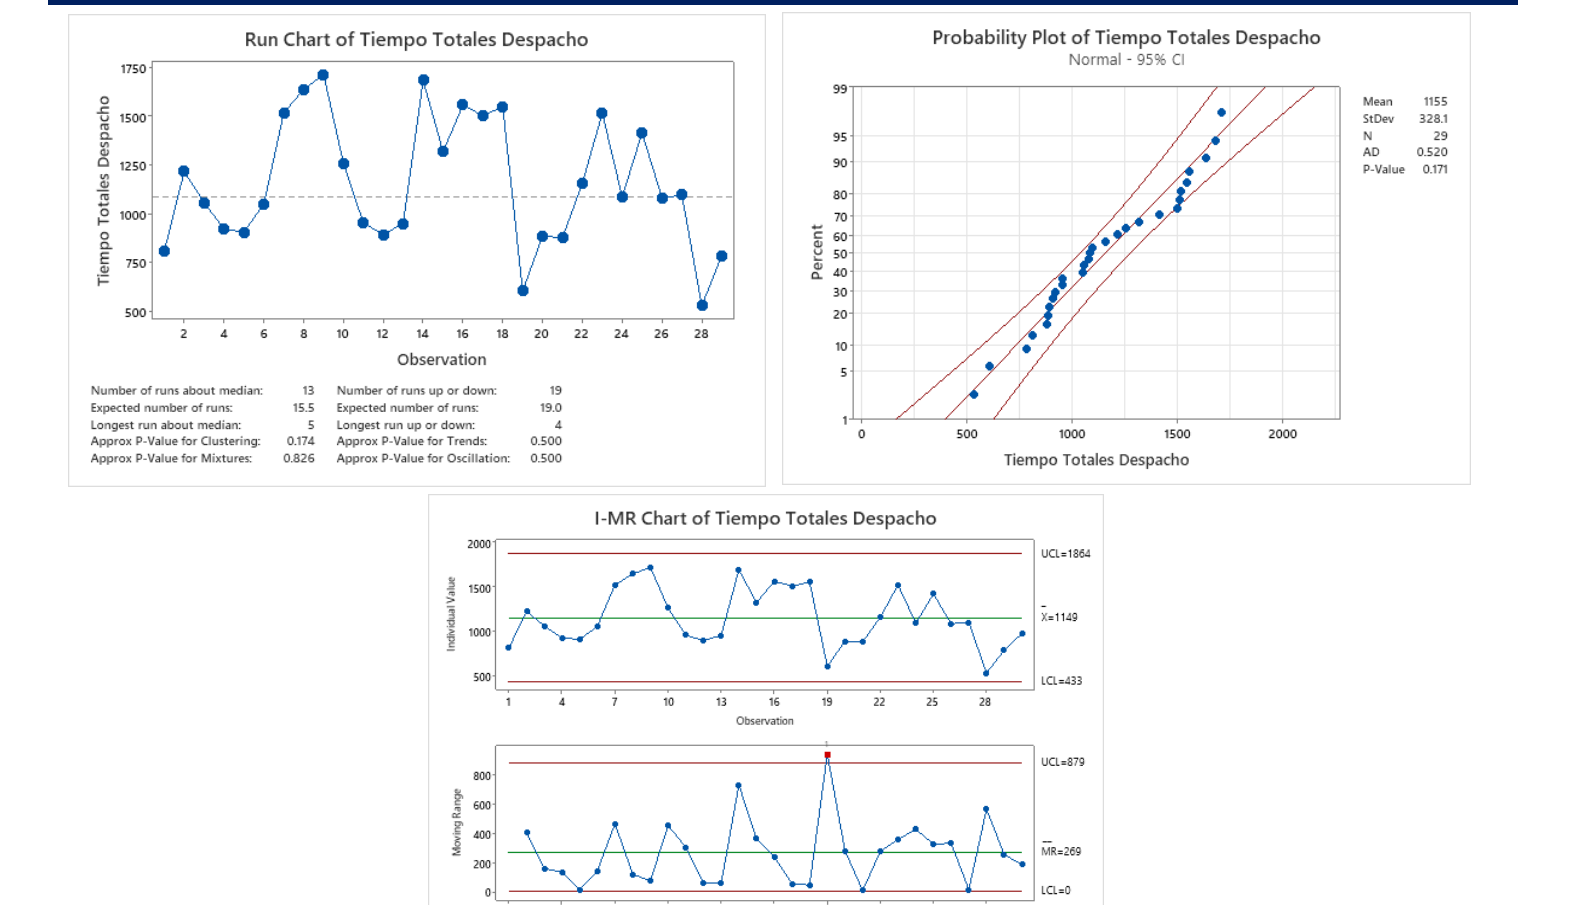 Run Chart of Tiempo Totales Despacho
Tiempo Totales Despacho
1750
1500
1250
1000
750
500
2 4 6 8 10 12 14 16 18 20 22 24 26 28
Observation
Number of runs about median: 13 Number of runs up or down: 19
Expected number of runs: 15.5 Expected number of runs: 19.0
Longest run about median: 5 Longest run up or down: 4
Approx P-Value for Clustering: 0.174 Approx P-Value for Trends: 0.500
Approx P-Value for Mixtures: 0.826 Approx P-Value for Oscillation: 0.500
Probability Plot of Tiempo Totales Despacho
Normal - 95% CI
Percent
99
95
90
80
70
60
50
40
30
20
10
5
1
0 500 1000 1500 2000
Tiempo Totales Despacho
Mean 1155
StDev 328.1
N 29
AD 0.520
P-Value 0.171
I-MR Chart of Tiempo Totales Despacho
Individual Value
2000
1500
1000
500
UCL=1864
X=1149
LCL=433
1 4 7 10 13 16 19 22 25 28
Observation
Moving Range
800
600
400
200
0
1
UCL=879
MR=269
LCL=0